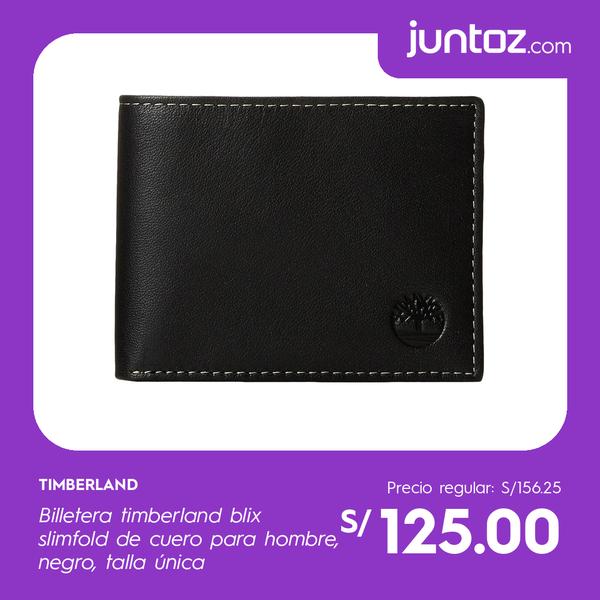 juntoz.com
TIMBERLAND
Billetera timberland blix
slimfold de cuero para hombre,
negro, talla única
Precio regular: S/156.25
S/125.00